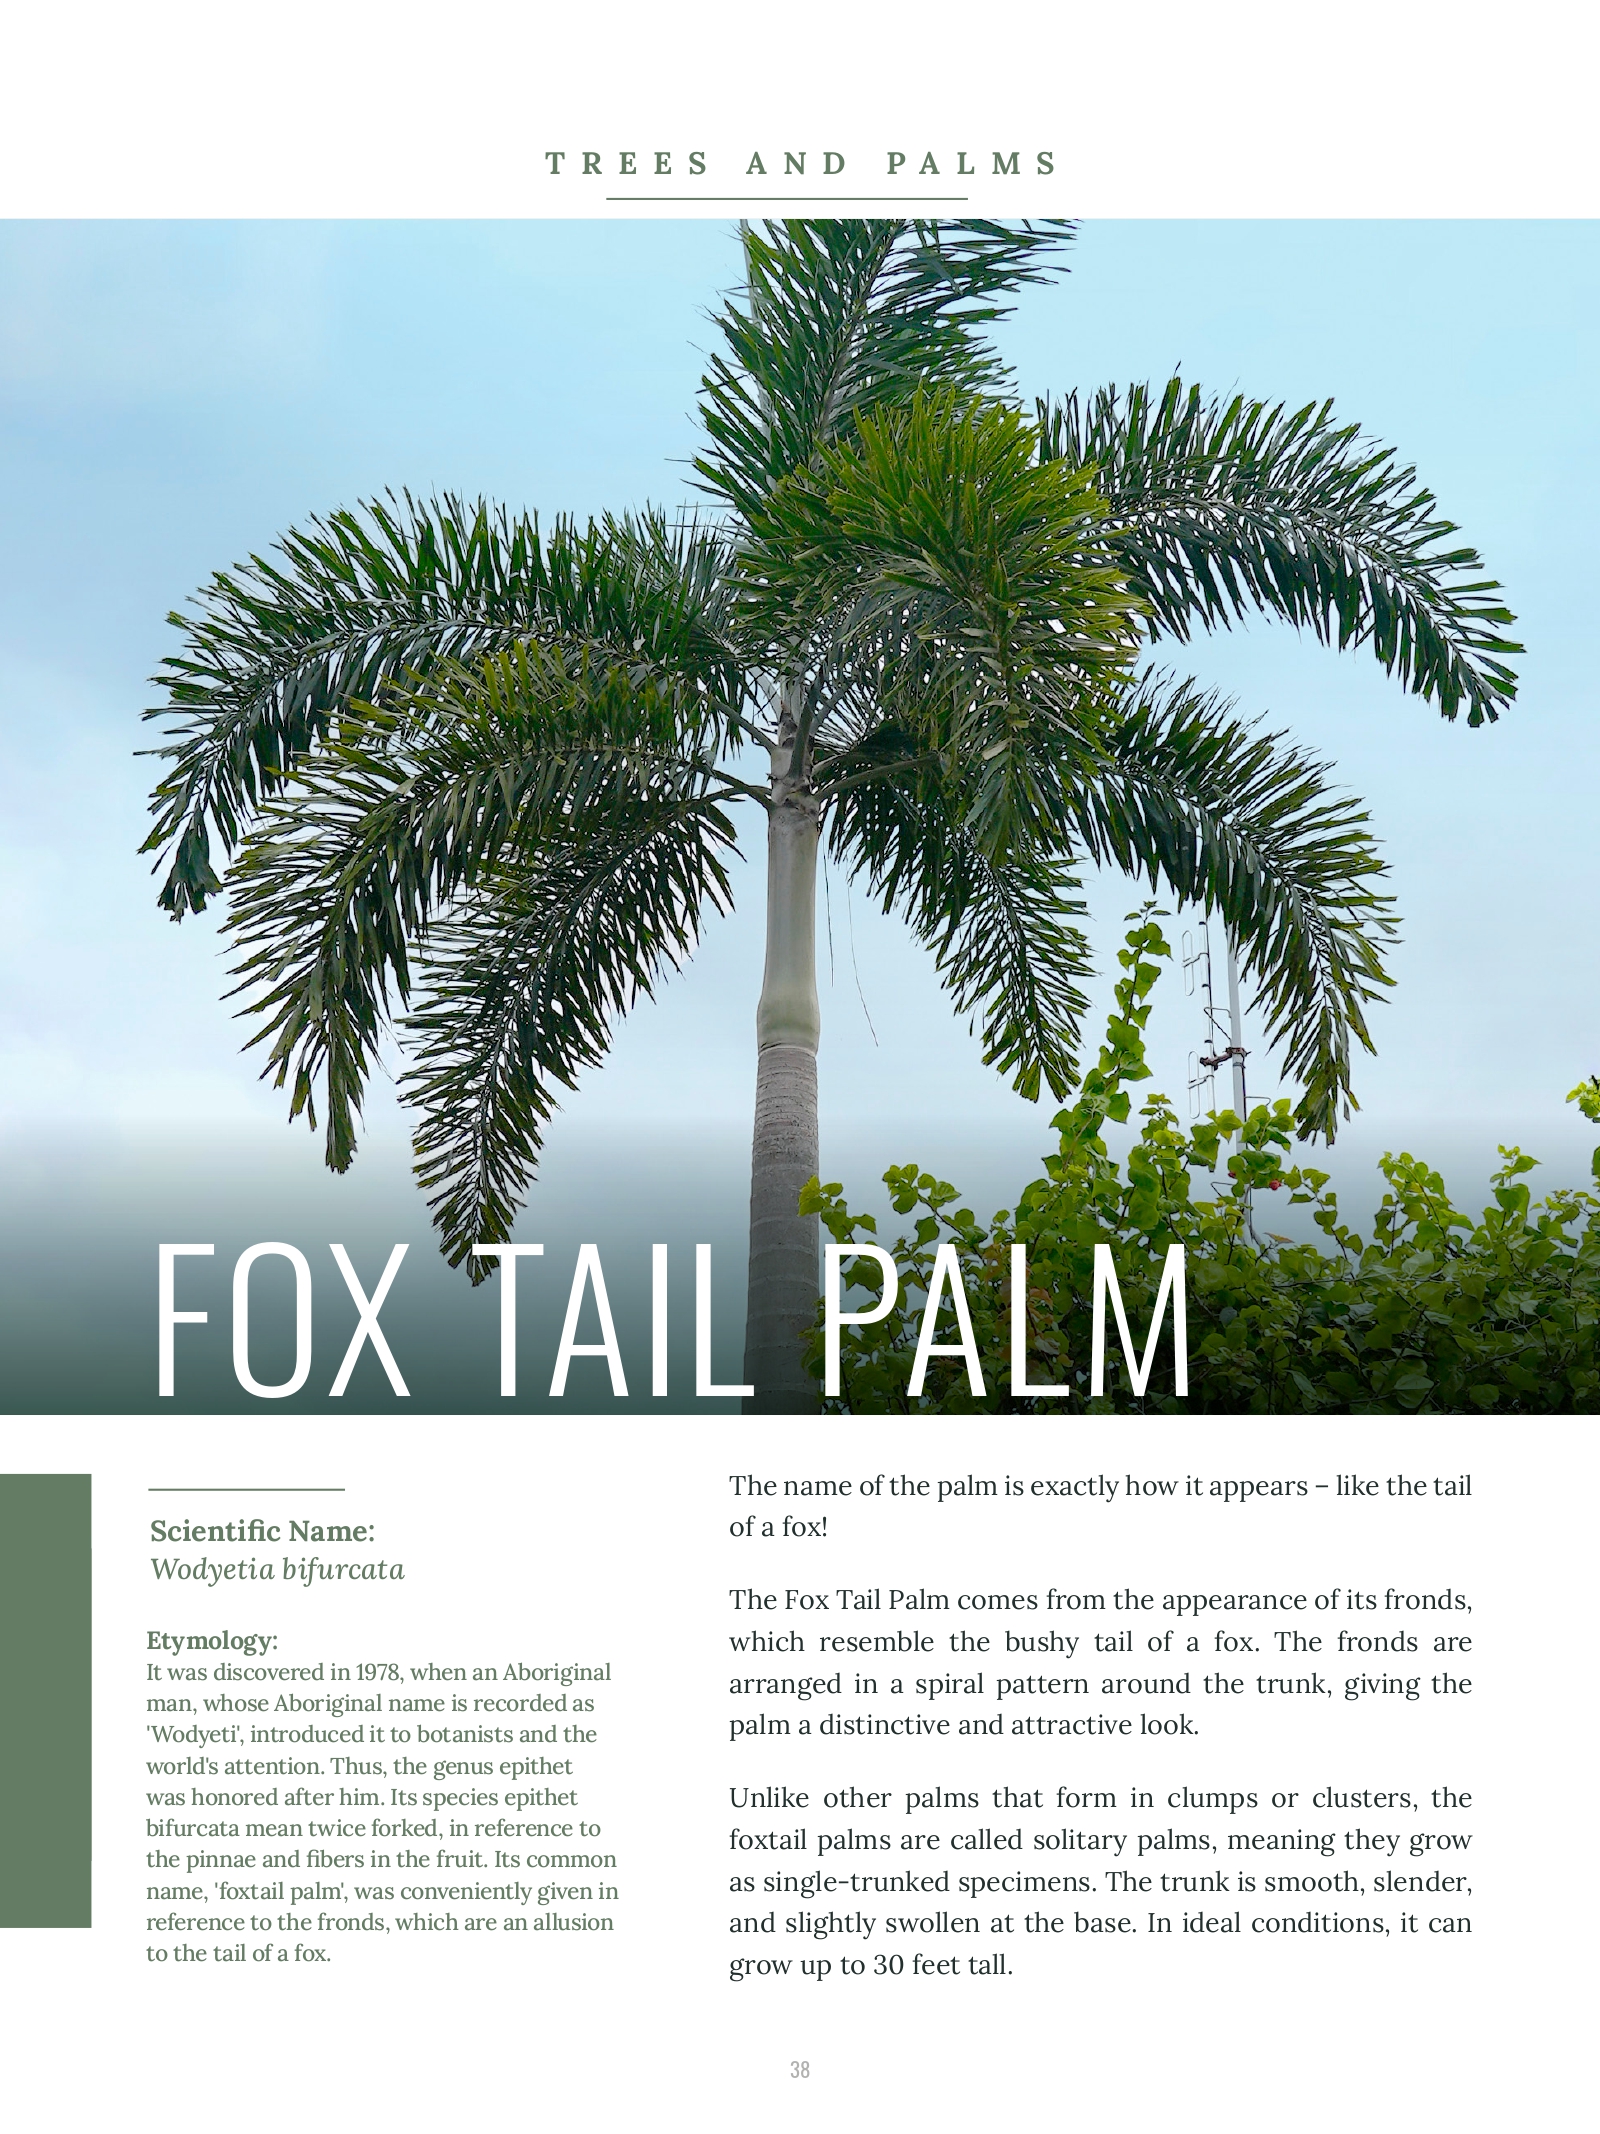 TREES AND PALMS
FOX TAIL PALM
Scientific Name:
Wodyetia bifurcata
Etymology:
It was discovered in 1978, when an Aboriginal
man, whose Aboriginal name is recorded as
'Wodyeti', introduced it to botanists and the
world's attention. Thus, the genus epithet
was honored after him. Its species epithet
bifurcata mean twice forked, in reference to
the pinnae and fibers in the fruit. Its common
name, 'foxtail palm', was conveniently given in
reference to the fronds, which are an allusion
to the tail of a fox.
The name of the palm is exactly how it appears – like the tail
of a fox!
The Fox Tail Palm comes from the appearance of its fronds,
which resemble the bushy tail of a fox. The fronds are
arranged in a spiral pattern around the trunk, giving the
palm a distinctive and attractive look.
Unlike other palms that form in clumps or clusters, the
foxtail palms are called solitary palms, meaning they grow
as single-trunked specimens. The trunk is smooth, slender,
and slightly swollen at the base. In ideal conditions, it can
grow up to 30 feet tall.
38